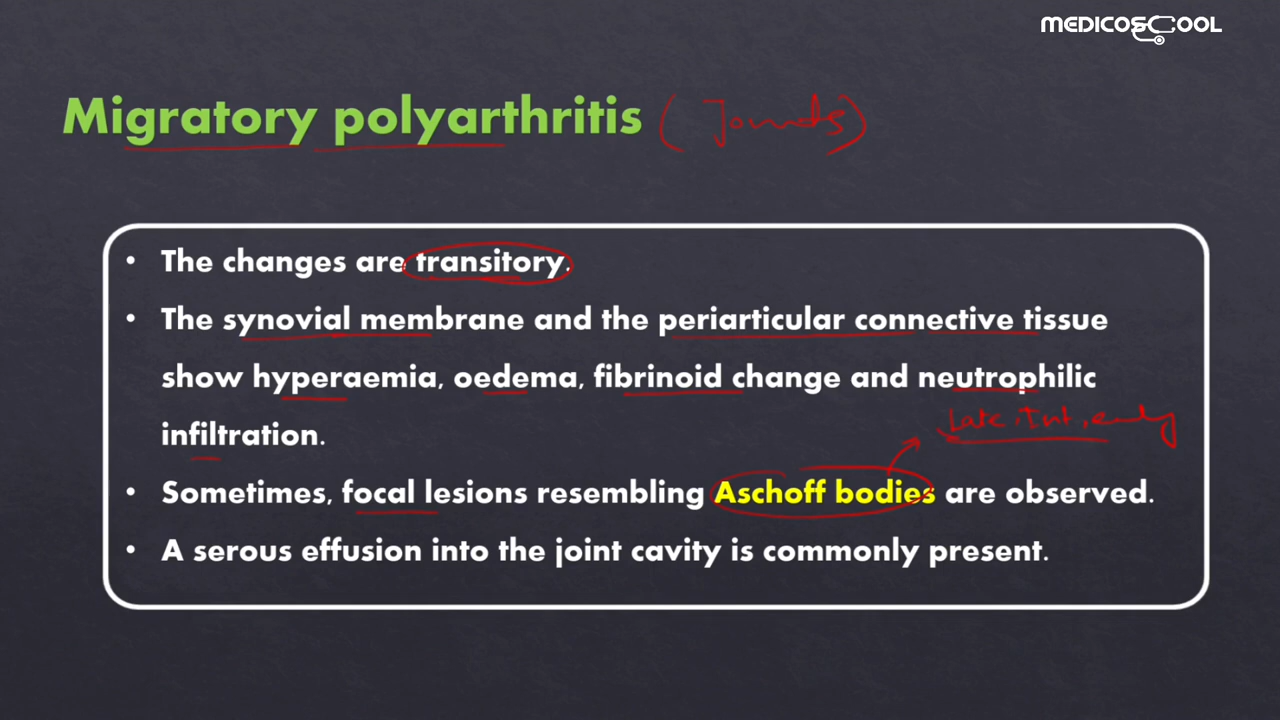 MEDICOSCOOL
Migratory polyarthritis (Joints)
• The changes are transitory.
• The synovial membrane and the periarticular connective tissue
show hyperaemia, oedema, fibrinoid change and neutrophilic
infiltration.
Late, Int, early
• Sometimes, focal lesions resembling Aschoff bodies are observed.
• A serous effusion into the joint cavity is commonly present.